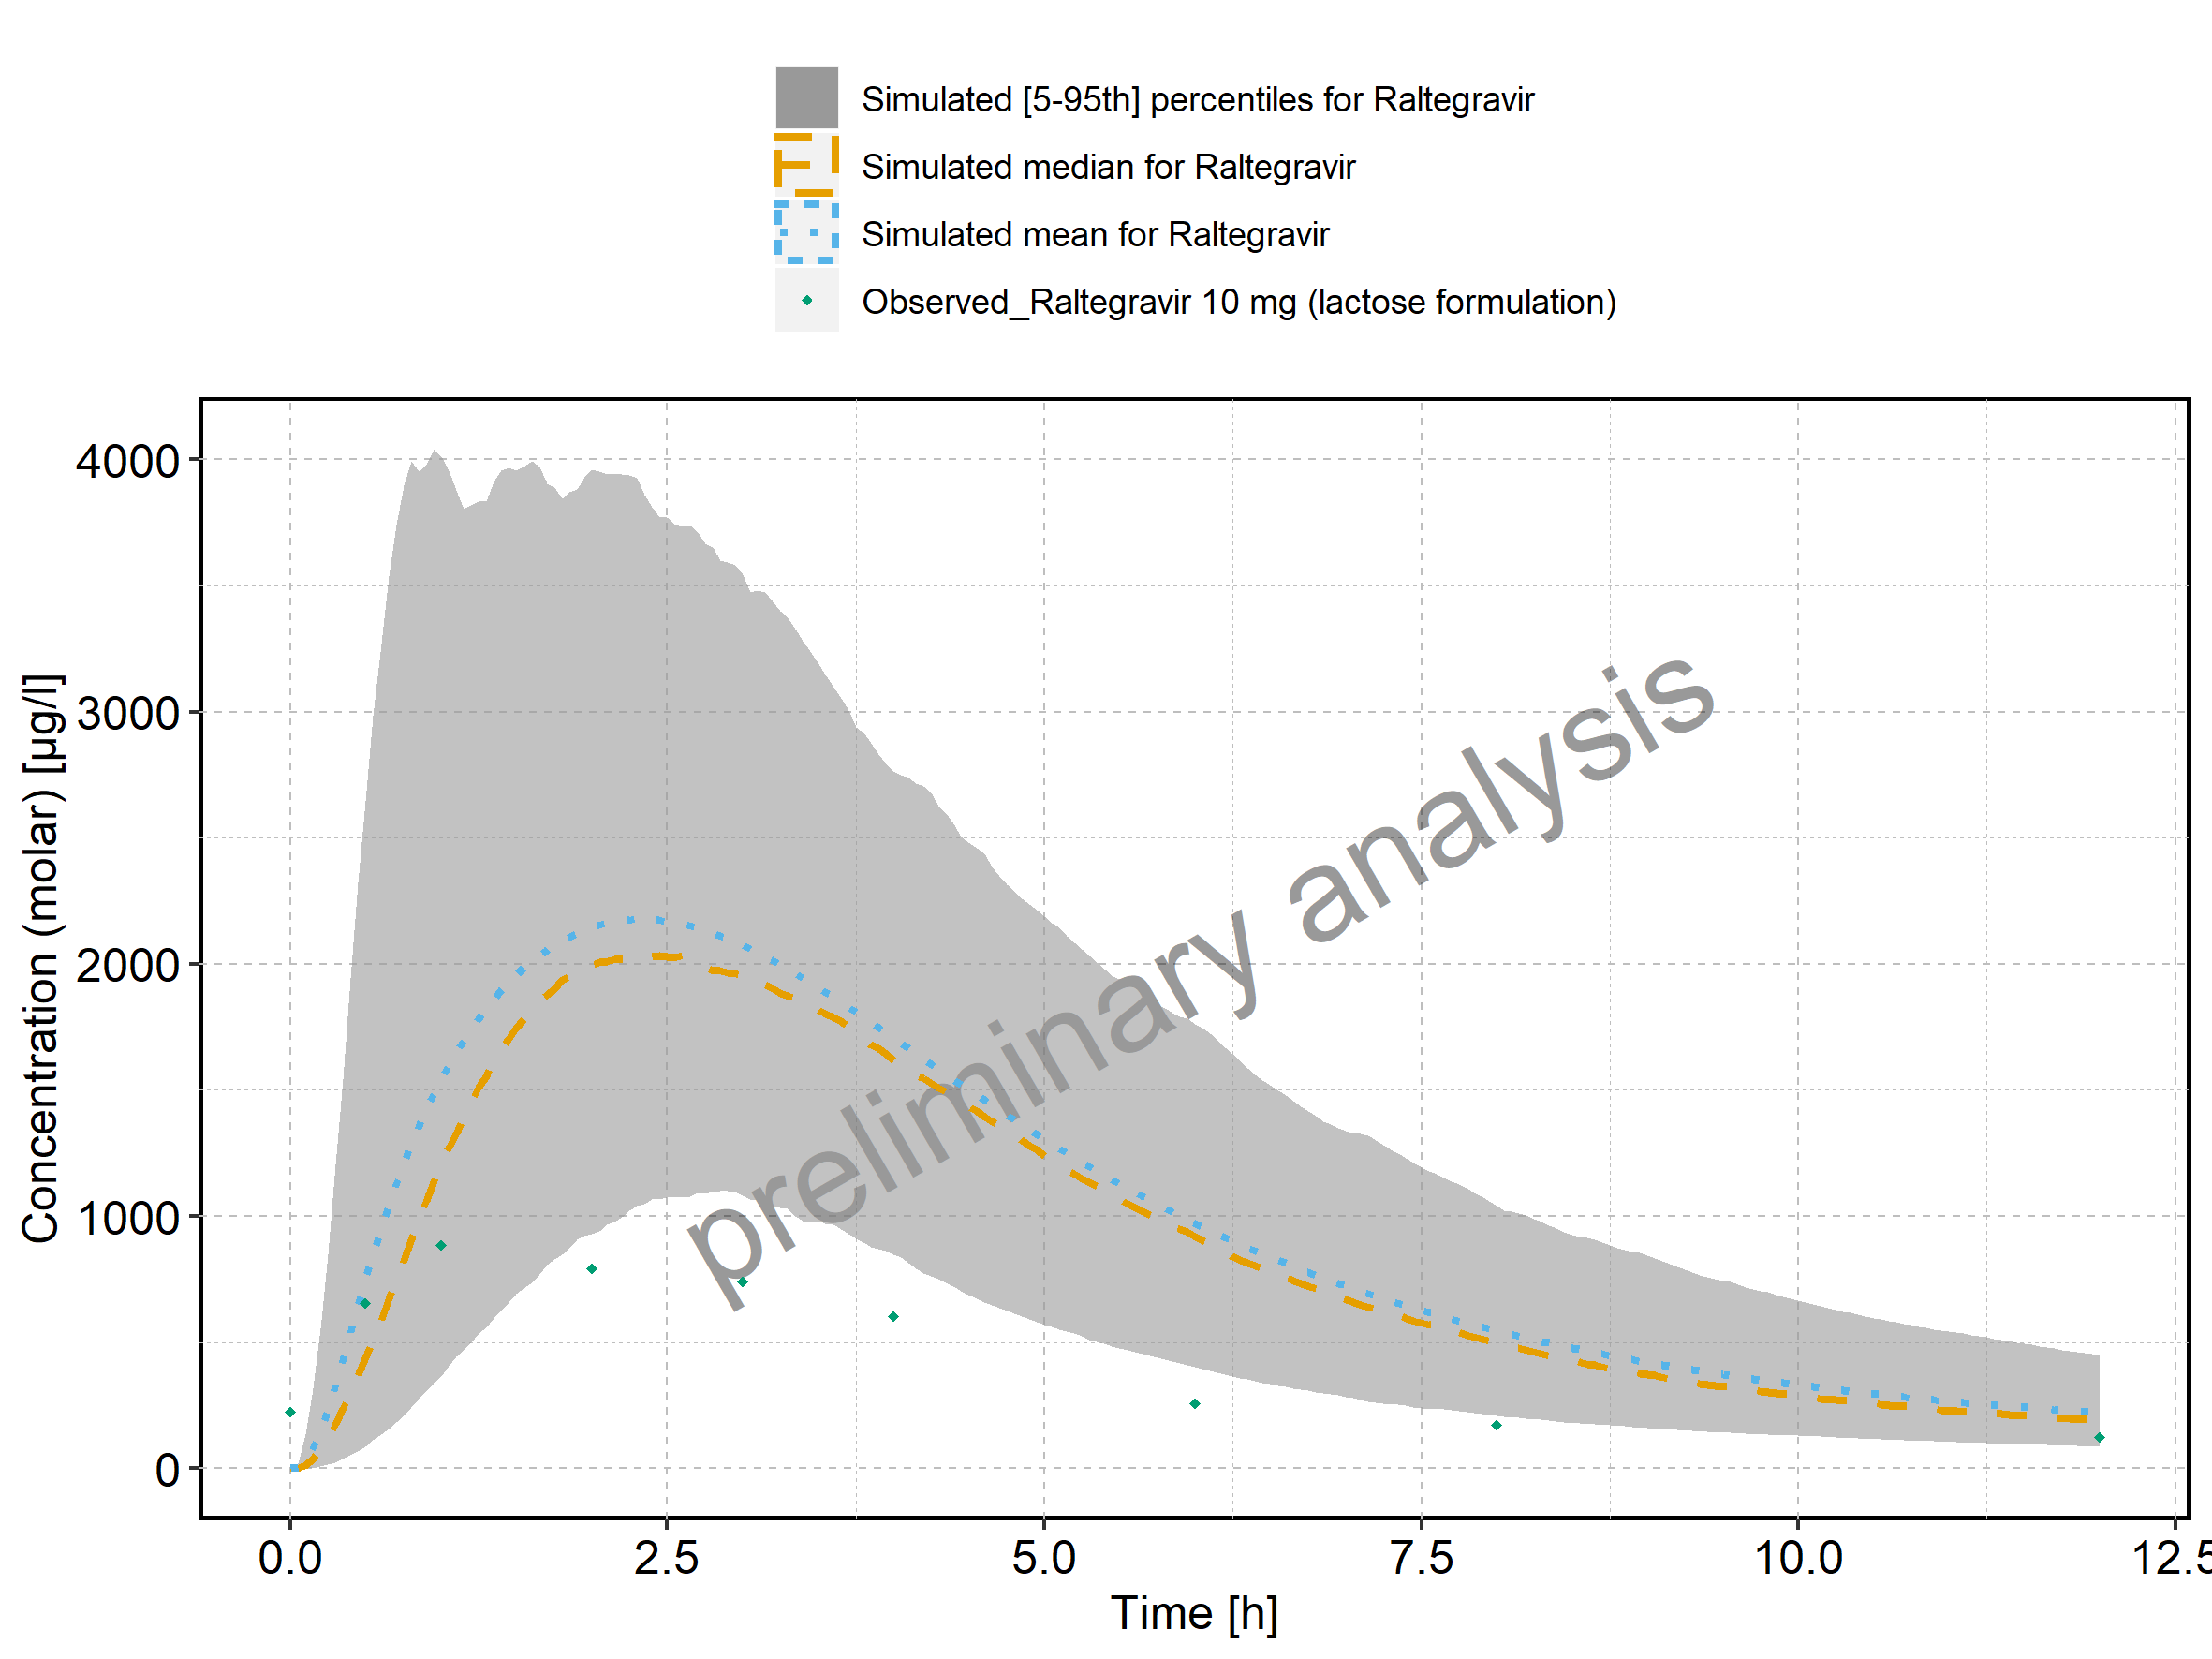 Simulated [5-95th] percentiles for Raltegravir
Simulated median for Raltegravir
Simulated mean for Raltegravir
Observed_Raltegravir 10 mg (lactose formulation)
4000
3000
2000
1000
0
Concentration (molar) [µg/l]
preliminary analysis
0.0 2.5 5.0 7.5 10.0 12.5
Time [h]